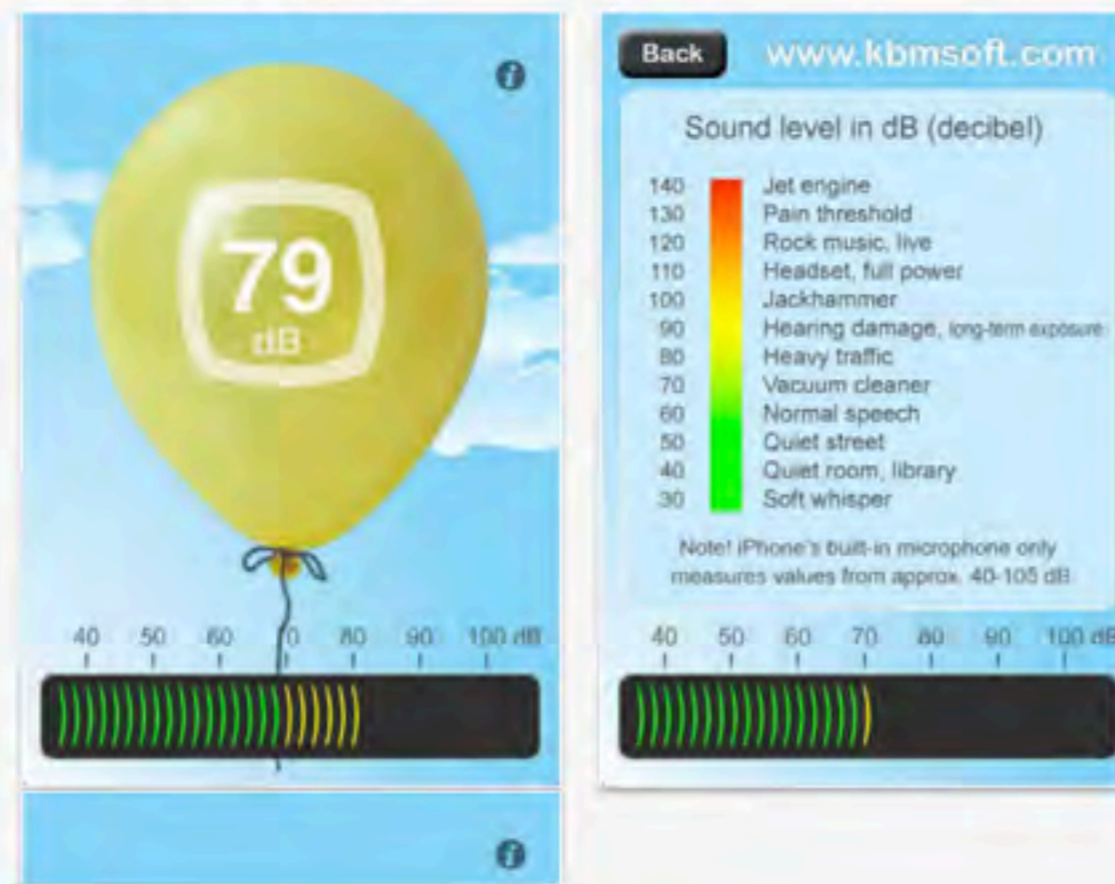 79
dB
40 50 60 70 80 90 100 dB
Back
www.kbmsoft.com
Sound level in dB (decibel)
140 Jet engine
130 Pain threshold
120 Rock music, live
110 Headset, full power
100 Jackhammer
90 Hearing damage, long-term exposure
80 Heavy traffic
70 Vacuum cleaner
60 Normal speech
50 Quiet street
40 Quiet room, library
30 Soft whisper
Note! iPhone's built-in microphone only
measures values from approx. 40-105 dB
40 50 60 70 80 90 100 dB